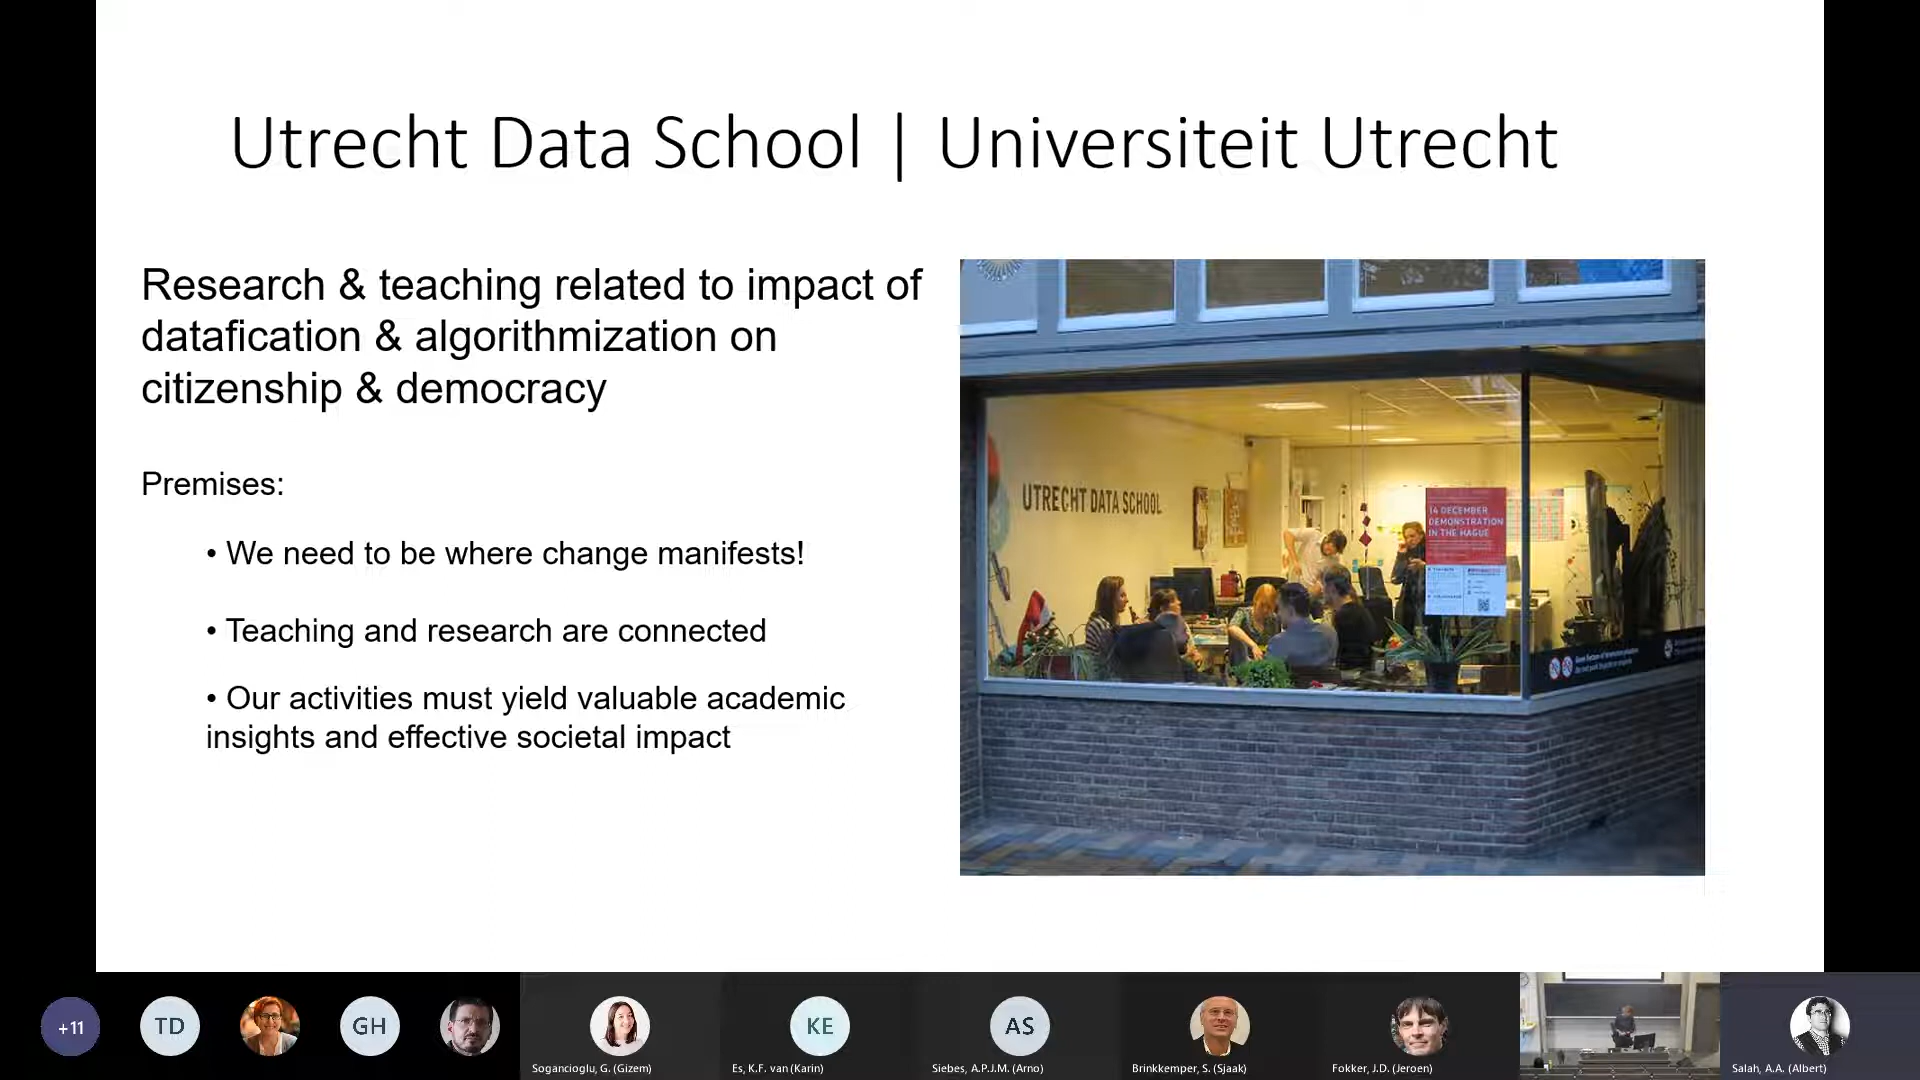 Utrecht Data School | Universiteit Utrecht
Research & teaching related to impact of
datafication & algorithmization on
citizenship & democracy
Premises:
• We need to be where change manifests!
• Teaching and research are connected
• Our activities must yield valuable academic
insights and effective societal impact
UTRECHT DATA SCHOOL
14 DECEMBER
DEMONSTRATION
IN THE HAGUE
+11
TD
GH
KE
AS
Sogancioglu, G. (Gizem)
Es, K.F. van (Karin)
Siebes, A.P.J.M. (Arno)
Brinkkemper, S. (Sjaak)
Fokker, J.D. (Jeroen)
Salah, A.A. (Albert)